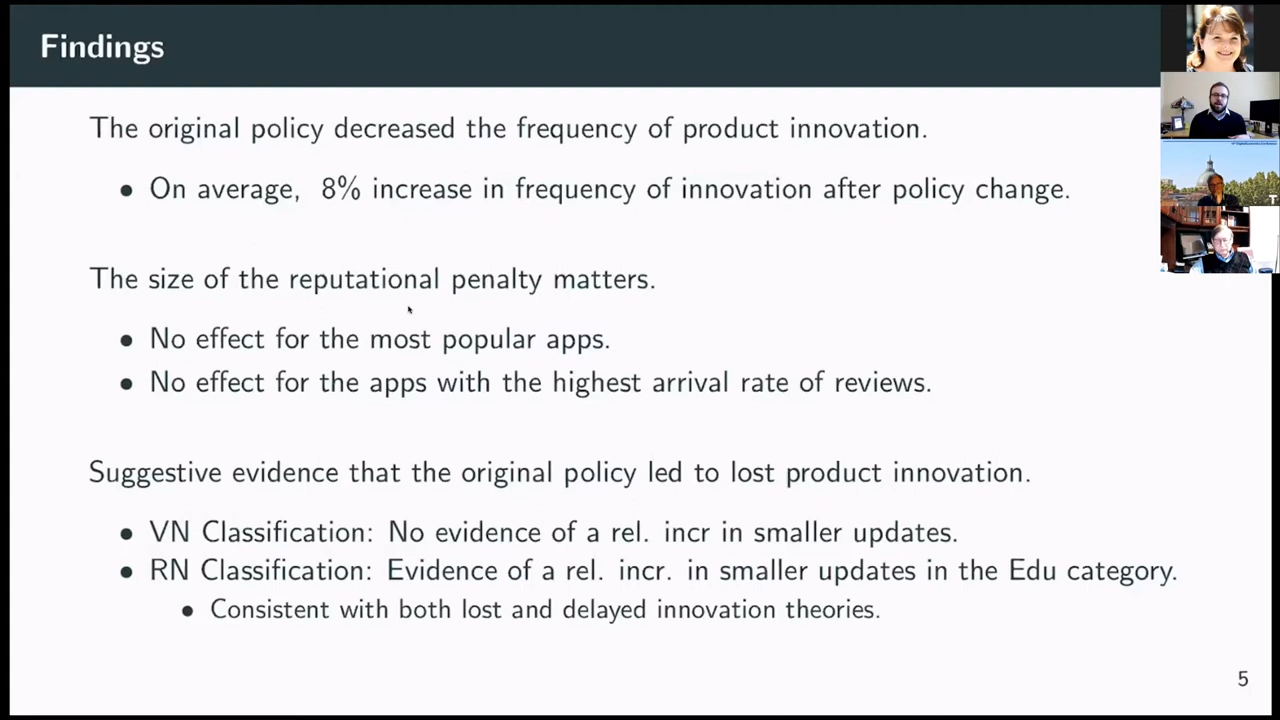 Findings
The original policy decreased the frequency of product innovation.
• On average, 8% increase in frequency of innovation after policy change.
The size of the reputational penalty matters.
• No effect for the most popular apps.
• No effect for the apps with the highest arrival rate of reviews.
Suggestive evidence that the original policy led to lost product innovation.
• VN Classification: No evidence of a rel. incr in smaller updates.
• RN Classification: Evidence of a rel. incr. in smaller updates in the Edu category.
• Consistent with both lost and delayed innovation theories.
5